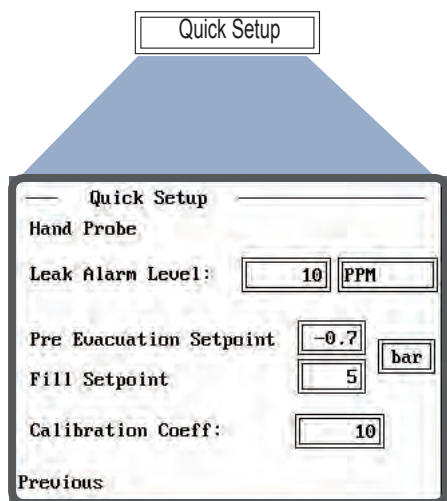 Quick Setup
Quick Setup
Hand Probe
Leak Alarm Level: 10 PPM
Pre Evacuation Setpoint -0.7
bar
Fill Setpoint 5
Calibration Coeff: 10
Previous